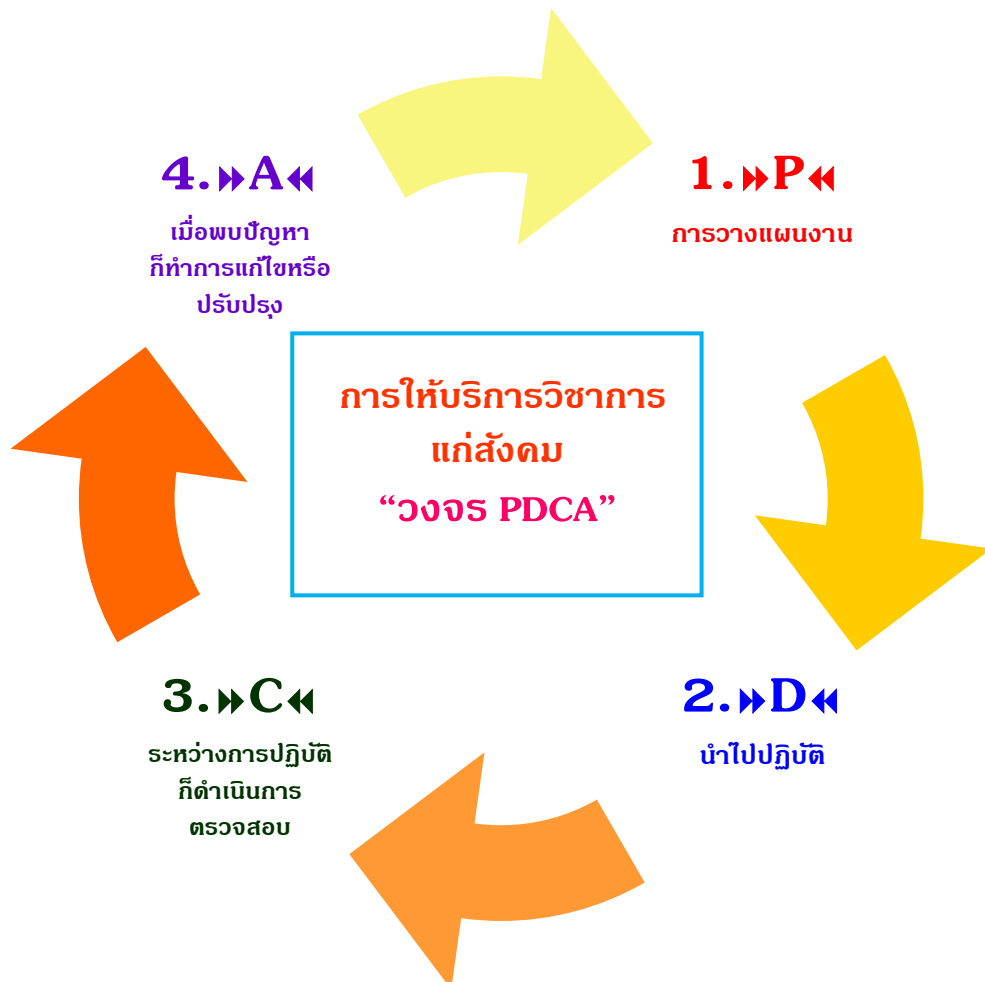 การให้บริการวิชาการ
แก่สังคม
“วงจร PDCA”
1.»P«
การวางแผนงาน
2.»D«
นำไปปฏิบัติ
3.»C«
ระหว่างการปฏิบัติ
ก็ดำเนินการ
ตรวจสอบ
4.»A«
เมื่อพบปัญหา
ก็ทำการแก้ไขหรือ
ปรับปรุง